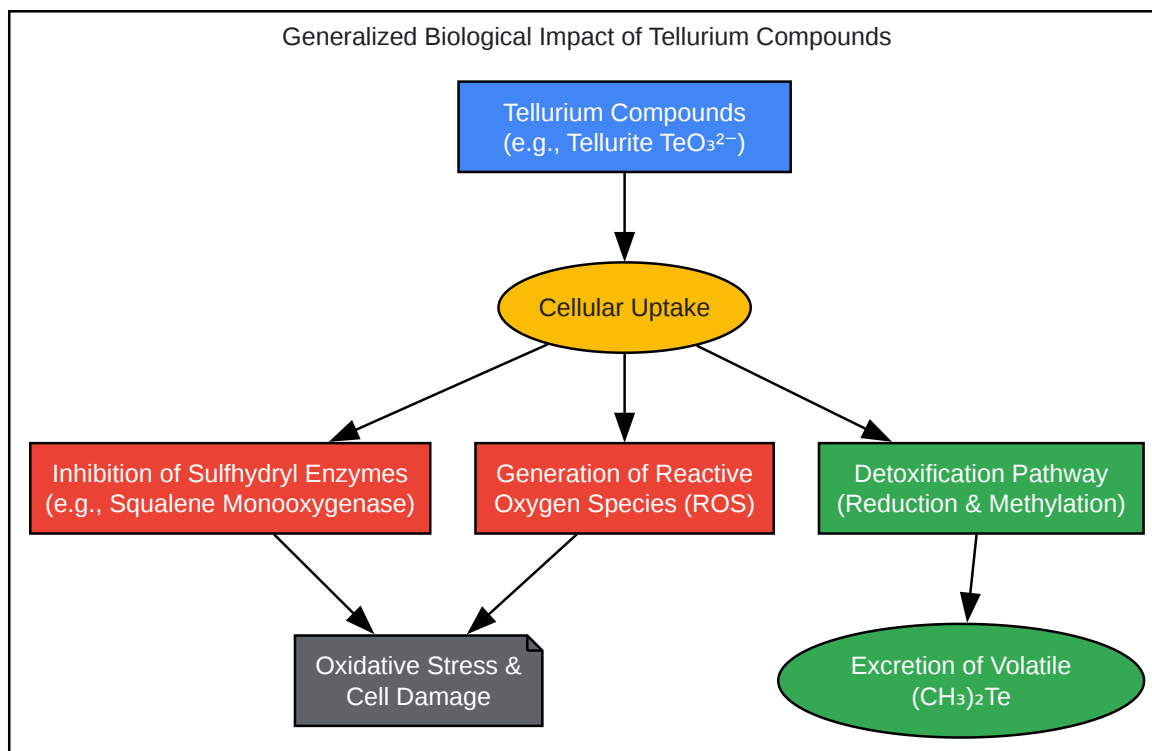 Generalized Biological Impact of Tellurium Compounds
Tellurium Compounds
(e.g., Tellurite TeO₃²⁻)
Cellular Uptake
Inhibition of Sulfhydryl Enzymes
(e.g., Squalene Monooxygenase)
Generation of Reactive
Oxygen Species (ROS)
Detoxification Pathway
(Reduction & Methylation)
Oxidative Stress &
Cell Damage
Excretion of Volatile
(CH₃)₂Te